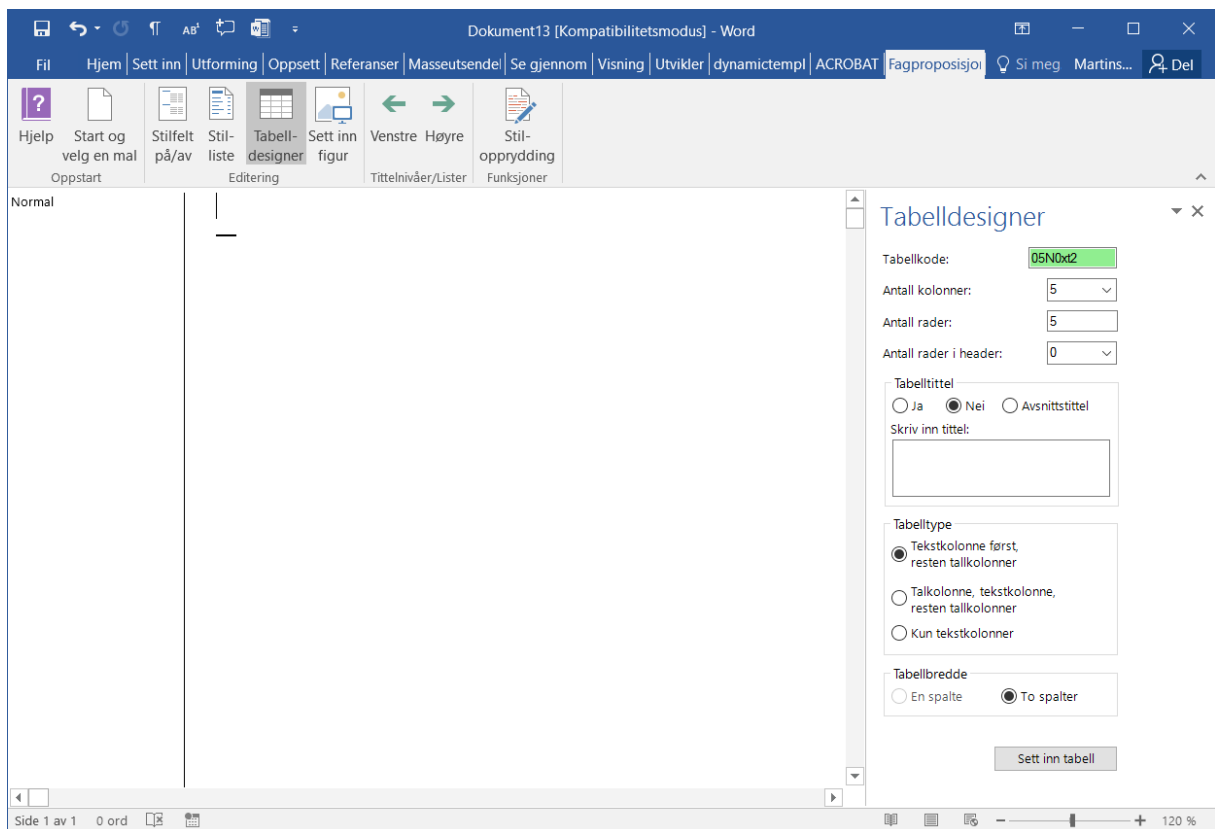 Dokument13 [Kompatibilitetsmodus] - Word
Fil Hjem Sett inn Utforming Oppsett Referanser Masseutsendel Se gjennom Visning Utvikler dynamictempl ACROBAT Fagproposisjon Si meg Martins... Del
Hjelp Start og velg en mal Stilfelt på/av Stil-liste Tabell-designer Sett inn figur Venstre Høyre Stil-opprydding
Oppstart Editering Tittelnivåer/Lister Funksjoner
Normal
Tabelldesigner
Tabellkode: 05N0xt2
Antall kolonner: 5
Antall rader: 5
Antall rader i header: 0
Tabelltittel
Ja Nei Avsnittstittel
Skriv inn tittel:
Tabelltype
Tekstkolonne først,
resten tallkolonner
Talkolonne, tekstkolonne,
resten tallkolonner
Kun tekstkolonner
Tabellbredde
En spalte To spalter
Sett inn tabell
Side 1 av 1 0 ord 120 %